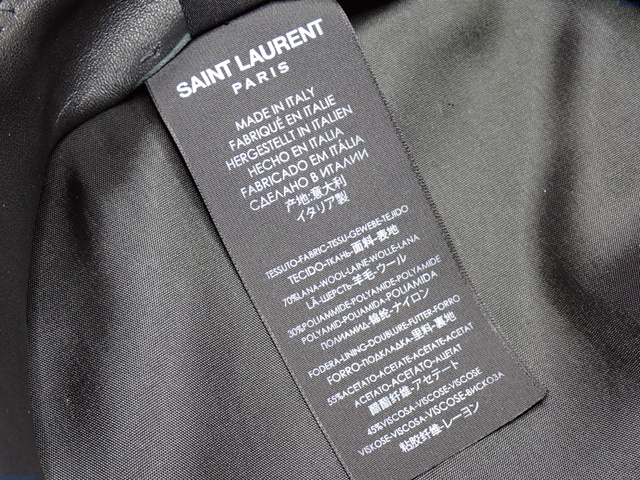 SAINT LAURENT
PARIS
MADE IN ITALY
FABRIQUÉ EN ITALIE
HERGESTELLT IN ITALIEN
HECHO EN ITALIA
FABRICADO EM ITÁLIA
СДЕЛАНО В ИТАЛИИ
产地:意大利
イタリア製
TESSUTO-FABRIC-TISSU-GEWEBE-TEJIDO
TECIDO-ТКАНЬ-面料-表地
70%LANA-WOOL-LAINE-WOLLE-LANA
LÃ-ШЕРСТЬ-羊毛-ウール
30%POLIAMMIDE-POLYAMIDE-POLYAMIDE
POLYAMID-POLIAMIDA-POLIAMIDA
ПОЛИАМИД-锦纶-ナイロン
FODERA-LINING-DOUBLURE-FUTTER-FORRO
FORRO-ПОДКЛАДКА-里料-裏地
55%ACETATO-ACETATE-ACÉTATE-ACETAT
ACETATO-ACETATO-АЦЕТАТ
醋酯纤维-アセテート
45%VISCOSA-VISCOSE-VISCOSE
VISKOSE-VISCOSA-VISCOSE-ВИСКОЗА
粘胶纤维-レーヨン